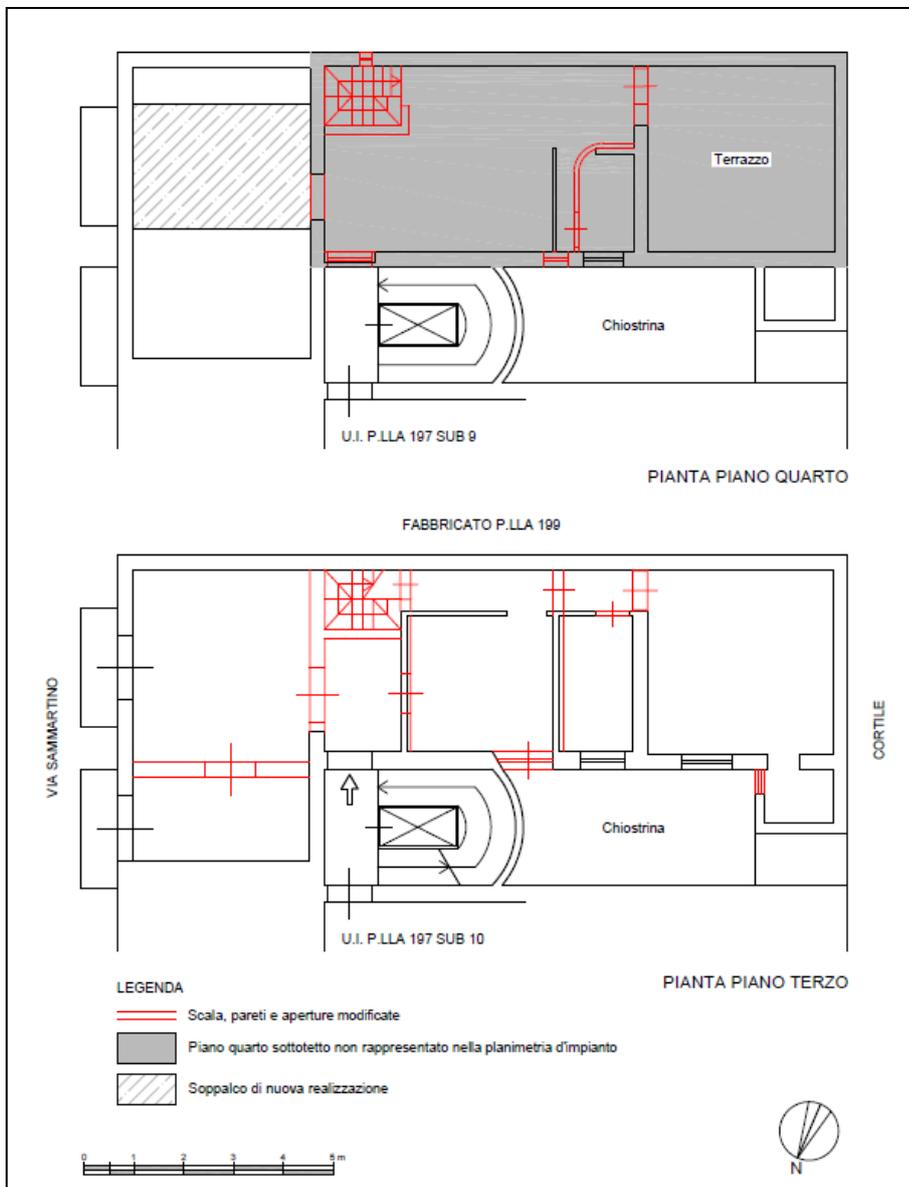 Terrazzo
Chiostrina
U.I. P.LLA 197 SUB 9
PIANTA PIANO QUARTO
FABBRICATO P.LLA 199
VIA SAMMARTINO
CORTILE
Chiostrina
U.I. P.LLA 197 SUB 10
PIANTA PIANO TERZO
LEGENDA
Scala, pareti e aperture modificate
Piano quarto sottotetto non rappresentato nella planimetria d'impianto
Soppalco di nuova realizzazione
0 1 2 3 4 5 m
N